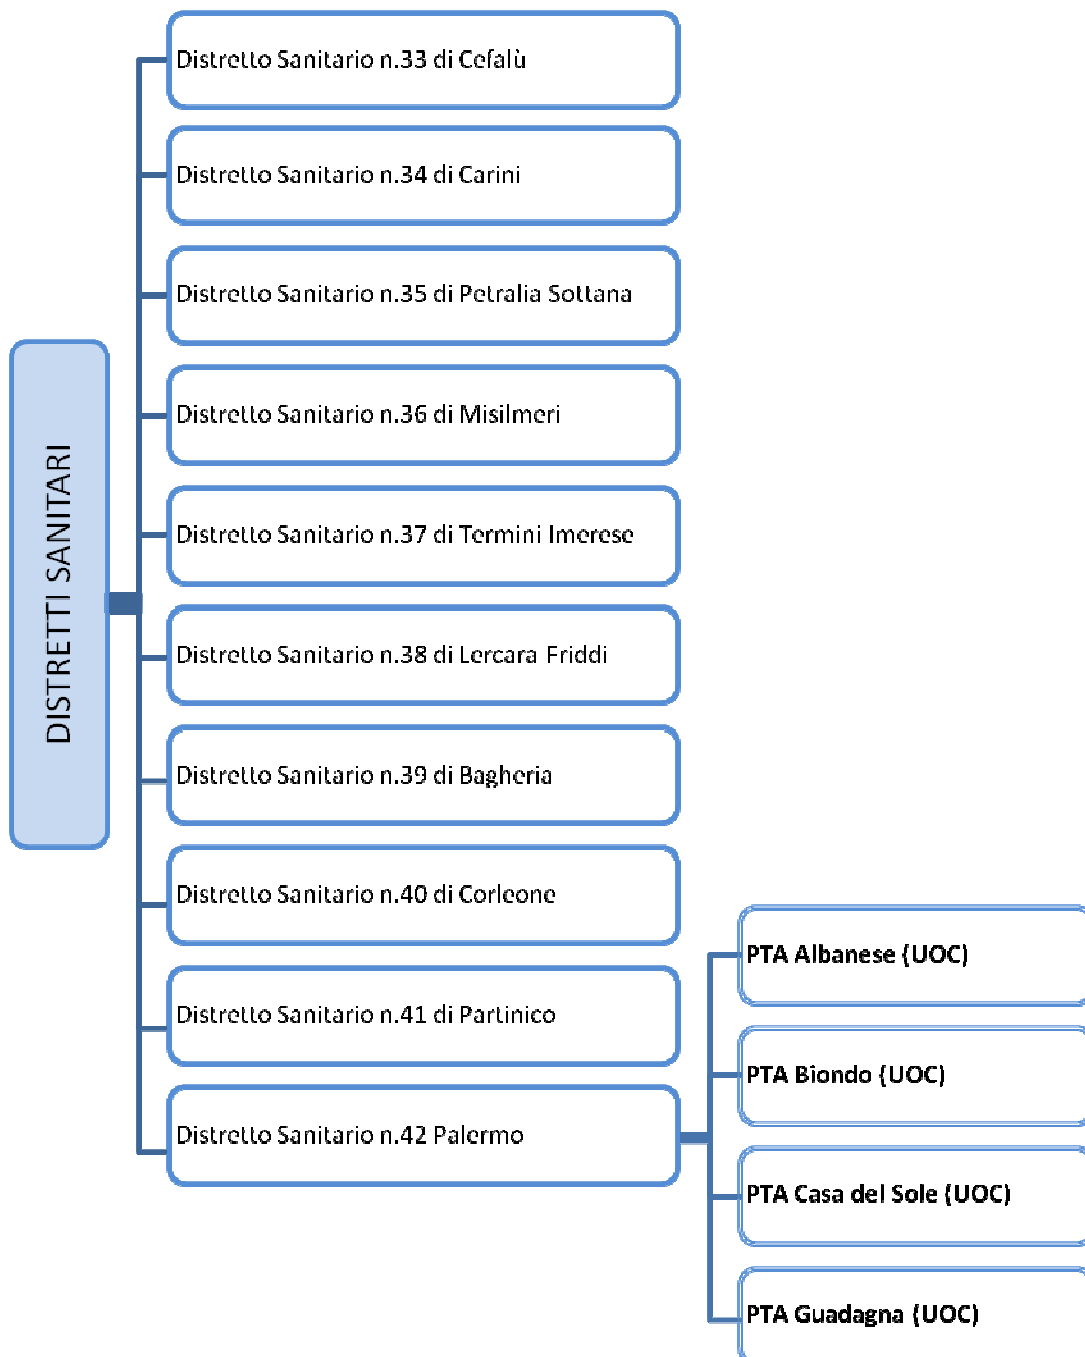 DISTRETTI SANITARI
Distretto Sanitario n.33 di Cefalù
Distretto Sanitario n.34 di Carini
Distretto Sanitario n.35 di Petralia Sottana
Distretto Sanitario n.36 di Misilmeri
Distretto Sanitario n.37 di Termini Imerese
Distretto Sanitario n.38 di Lercara Friddi
Distretto Sanitario n.39 di Bagheria
Distretto Sanitario n.40 di Corleone
Distretto Sanitario n.41 di Partinico
Distretto Sanitario n.42 Palermo
PTA Albanese (UOC)
PTA Biondo (UOC)
PTA Casa del Sole (UOC)
PTA Guadagna (UOC)